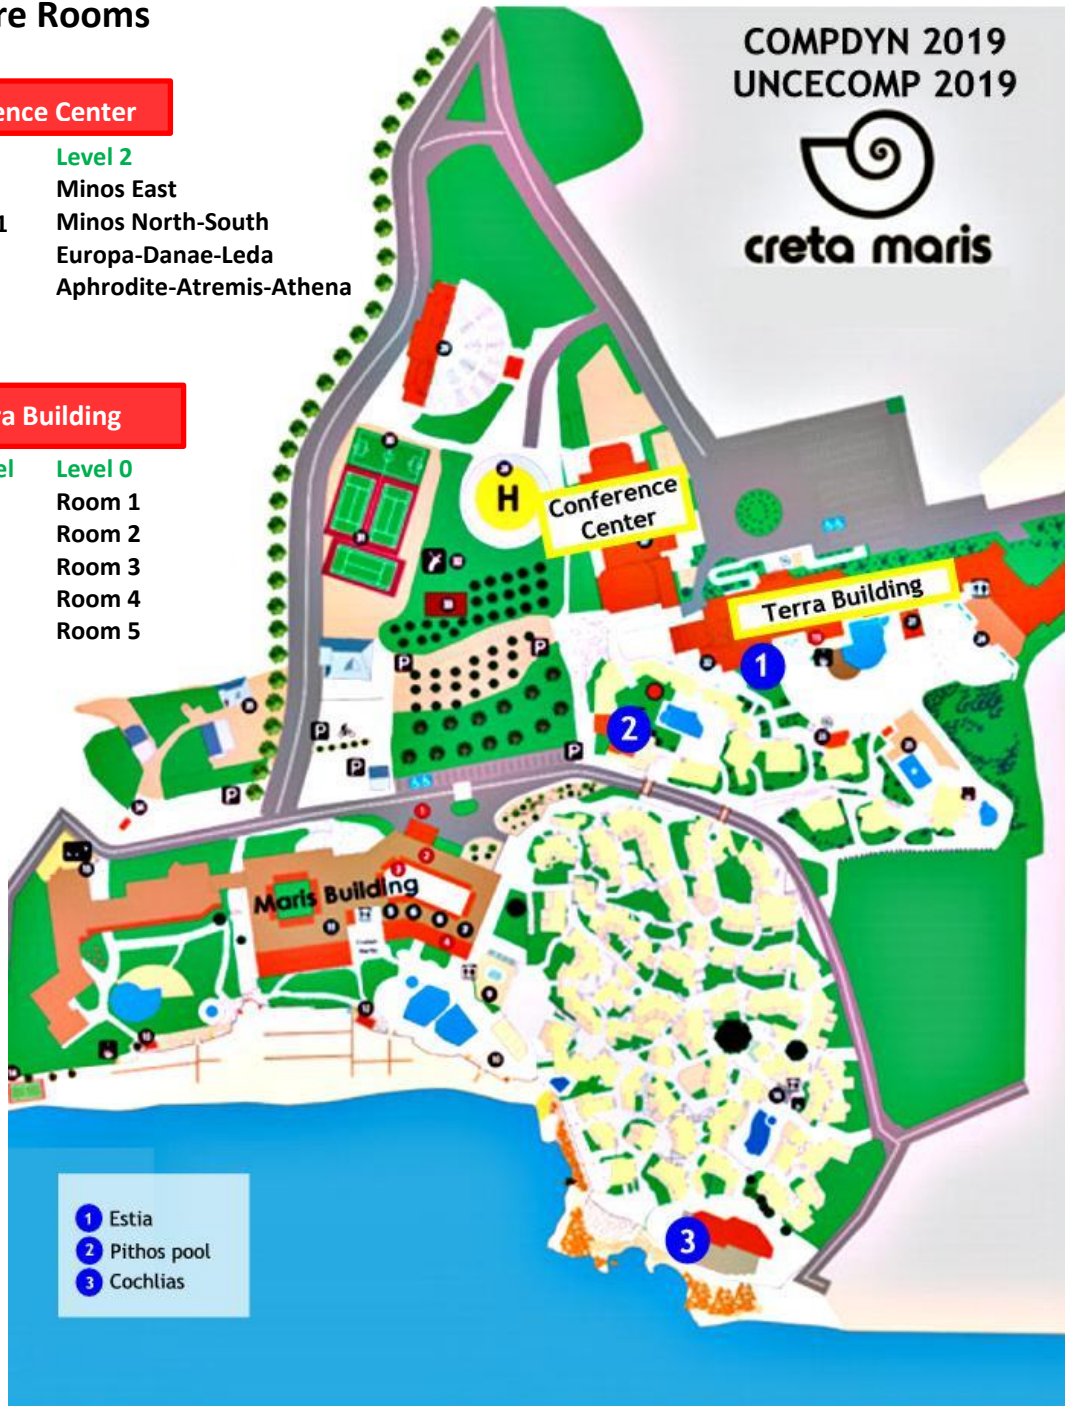 re Rooms
COMPDYN 2019
UNCECOMP 2019
creta maris
ence Center
Level 2
Minos East
1 Minos North-South
Europa-Danae-Leda
Aphrodite-Atremis-Athena
ra Building
el Level 0
Room 1
Room 2
Room 3
Room 4
Room 5
H
Conference
Center
Terra Building
1
2
P
P
P
P
P
P
Maris Building
3
1 Estia
2 Pithos pool
3 Cochlias